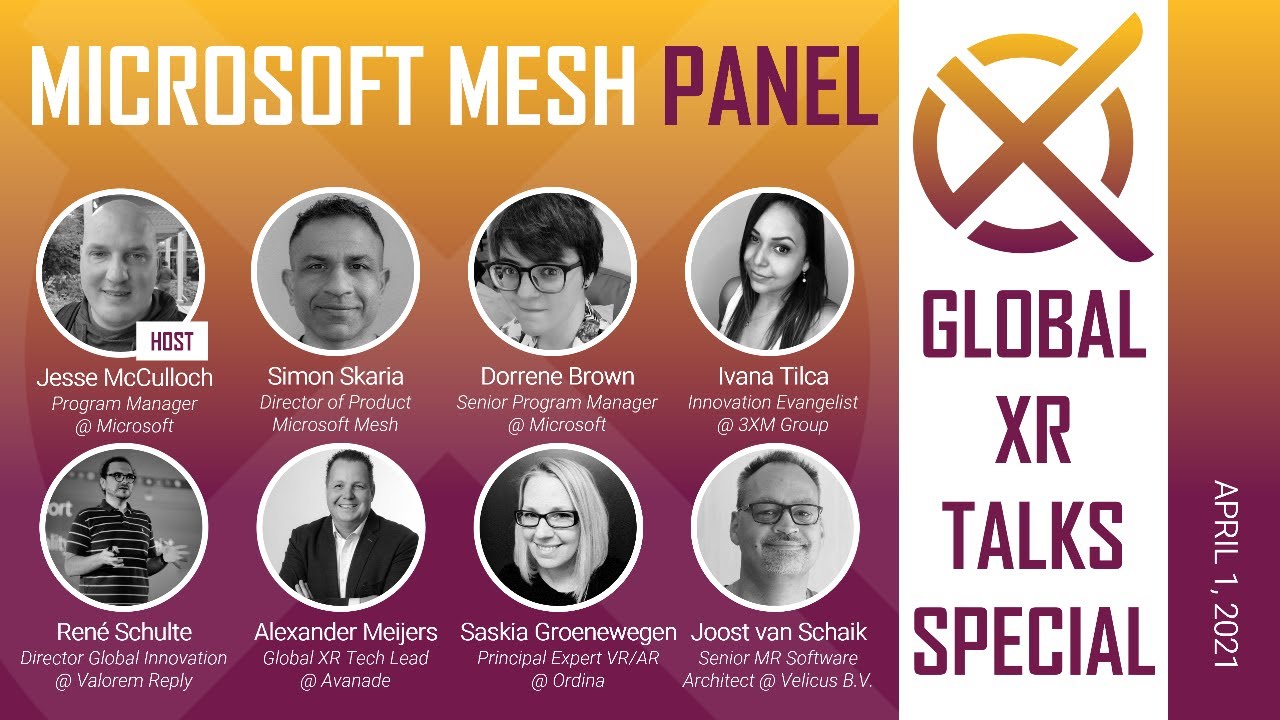 MICROSOFT MESH PANEL
HOST
Jesse McCulloch
Program Manager
@ Microsoft
Simon Skaria
Director of Product
Microsoft Mesh
Dorrene Brown
Senior Program Manager
@ Microsoft
Ivana Tilca
Innovation Evangelist
@ 3XM Group
René Schulte
Director Global Innovation
@ Valorem Reply
Alexander Meijers
Global XR Tech Lead
@ Avanade
Saskia Groenewegen
Principal Expert VR/AR
@ Ordina
Joost van Schaik
Senior MR Software
Architect @ Velicus B.V.
GLOBAL
XR
TALKS
SPECIAL
APRIL 1, 2021